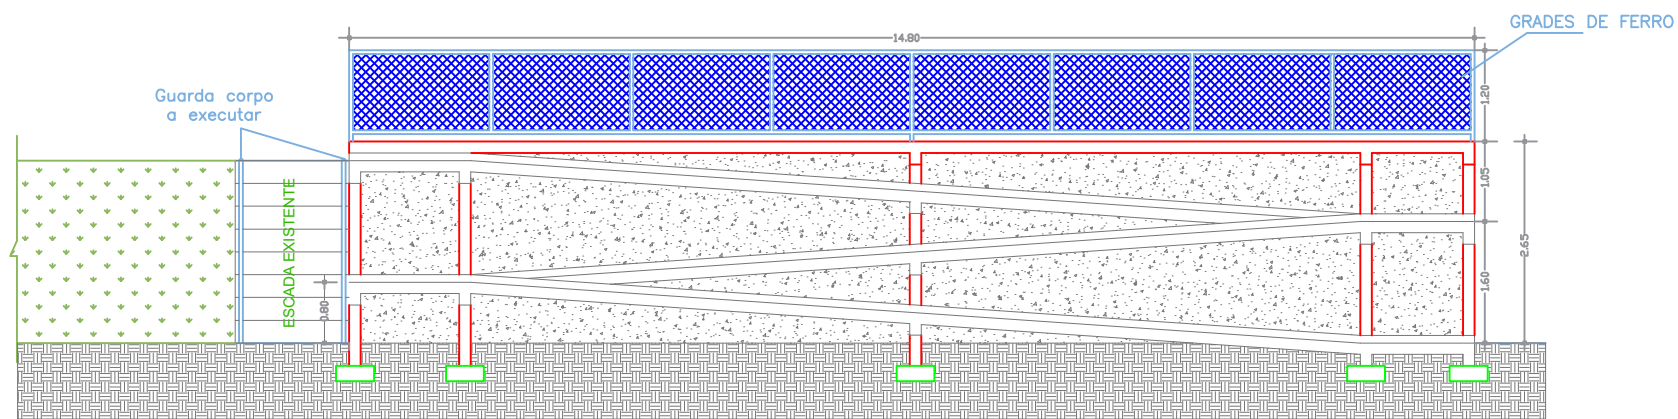 GRADES DE FERRO
14.80
1.20
Guarda corpo
a executar
ESCADA EXISTENTE
1.05
2.65
1.60
0.80